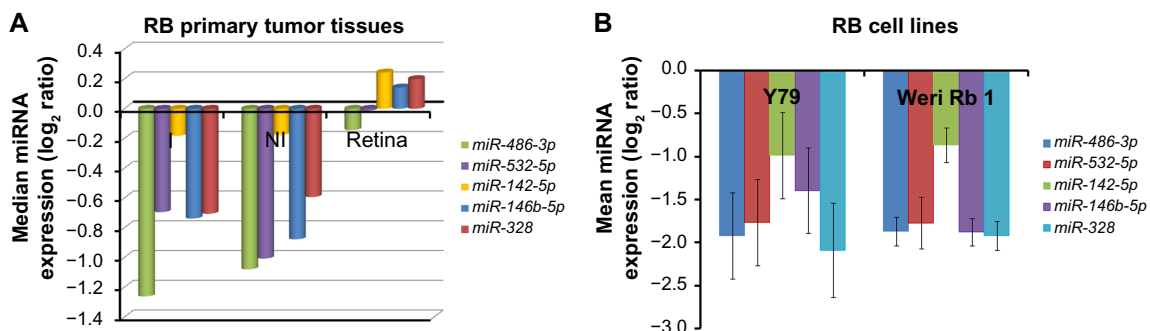 A
RB primary tumor tissues
Median miRNA
expression (log2 ratio)
0.4
0.2
0.0
−0.2
−0.4
−0.6
−0.8
−1.0
−1.2
−1.4
I
NI
Retina
miR-486-3p
miR-532-5p
miR-142-5p
miR-146b-5p
miR-328
B
RB cell lines
Mean miRNA
expression (log2 ratio)
0.0
−0.5
−1.0
−1.5
−2.0
−2.5
−3.0
Y79
Weri Rb 1
miR-486-3p
miR-532-5p
miR-142-5p
miR-146b-5p
miR-328